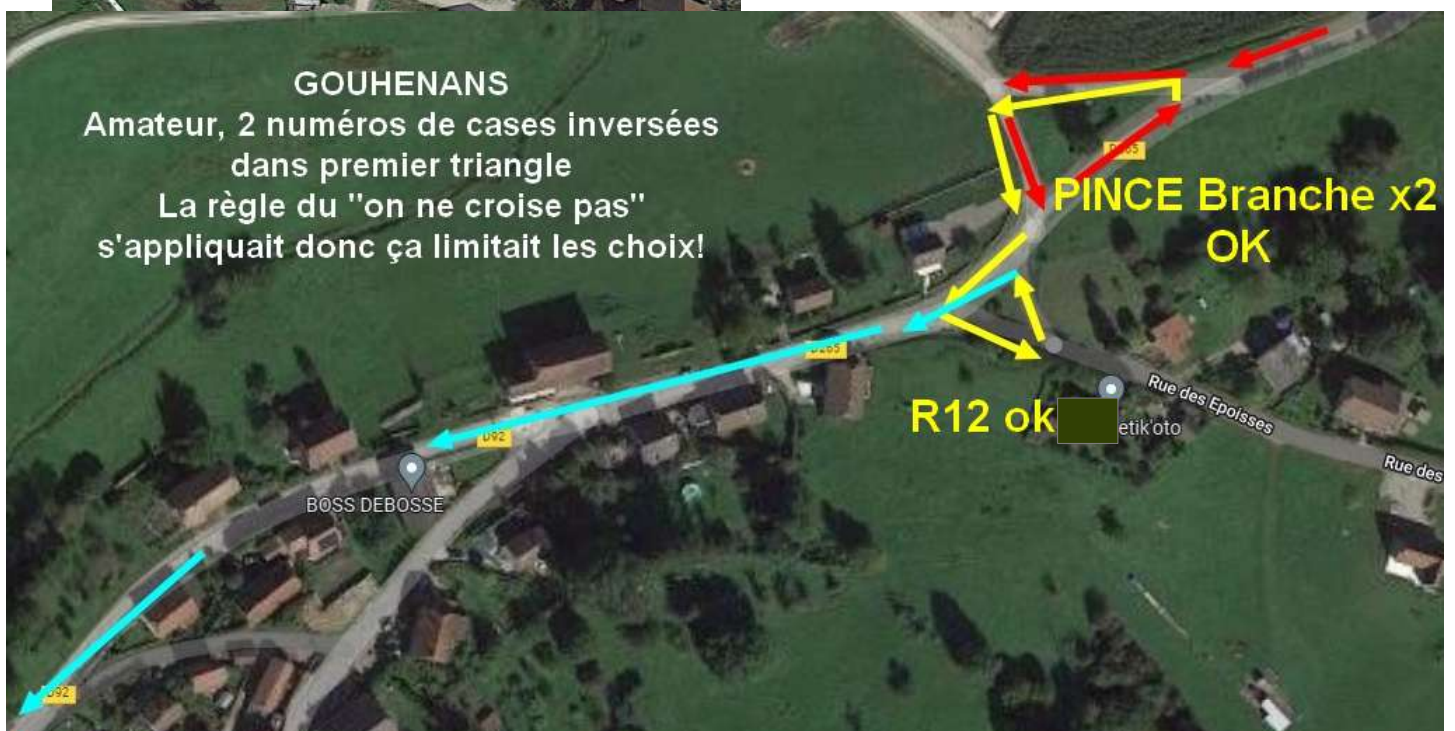 GOUHENANS
Amateur, 2 numéros de cases inversées
dans premier triangle
La règle du "on ne croise pas"
s'appliquait donc ça limitait les choix!
PINCE Branche x2
OK
D265
R12 ok
etik'oto
Rue des Epoisses
Rue des
D92
BOSS DEBOSSE
D92